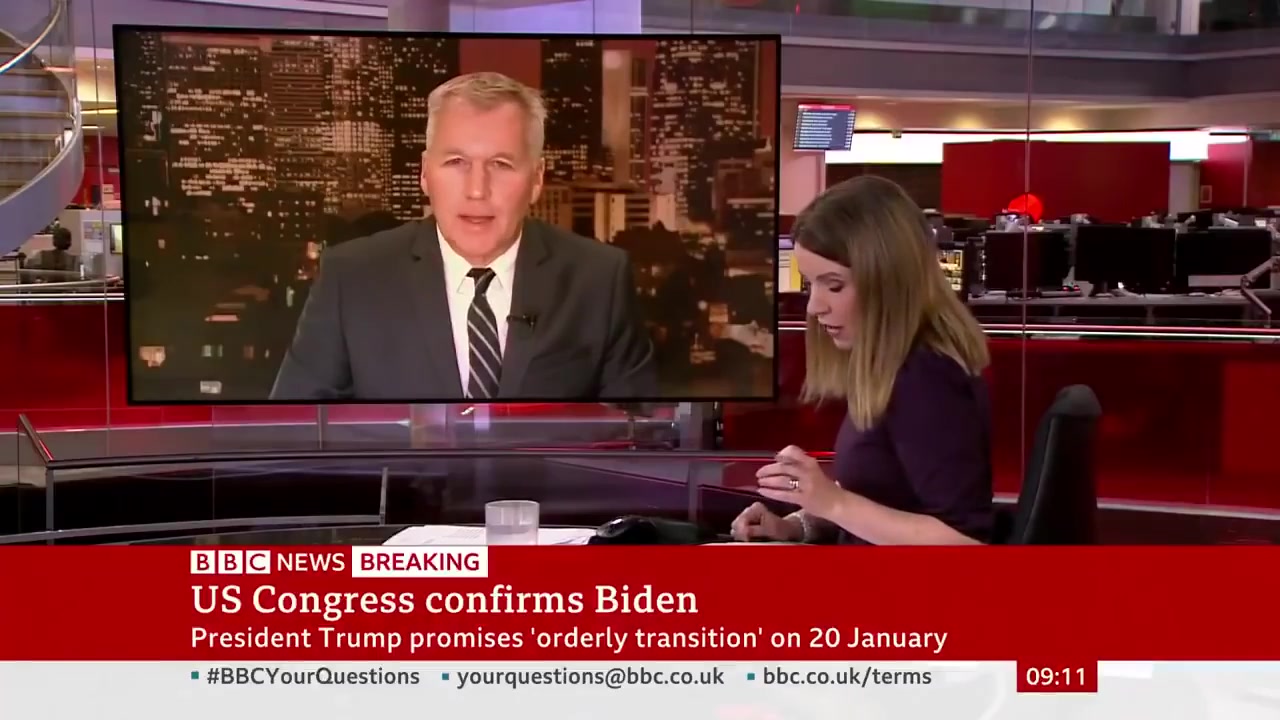 BBC NEWS BREAKING
US Congress confirms Biden
President Trump promises 'orderly transition' on 20 January
#BBCYourQuestions yourquestions@bbc.co.uk bbc.co.uk/terms 09:11